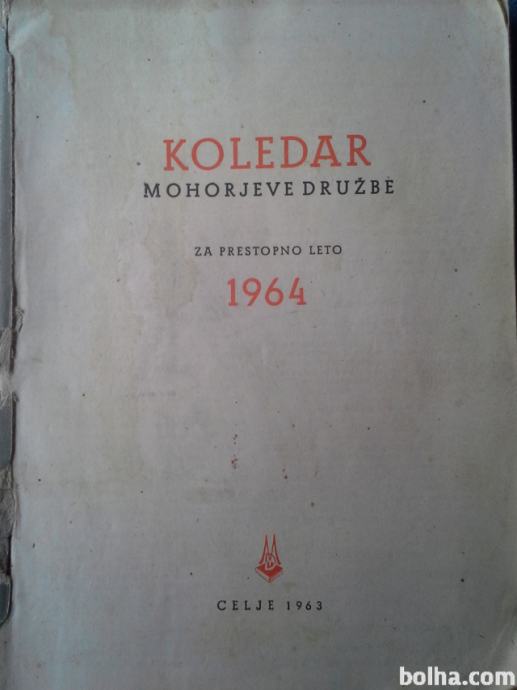 KOLEDAR
MOHORJEVE DRUŽBE
ZA PRESTOPNO LETO
1964
CELJE 1963
bolha.com